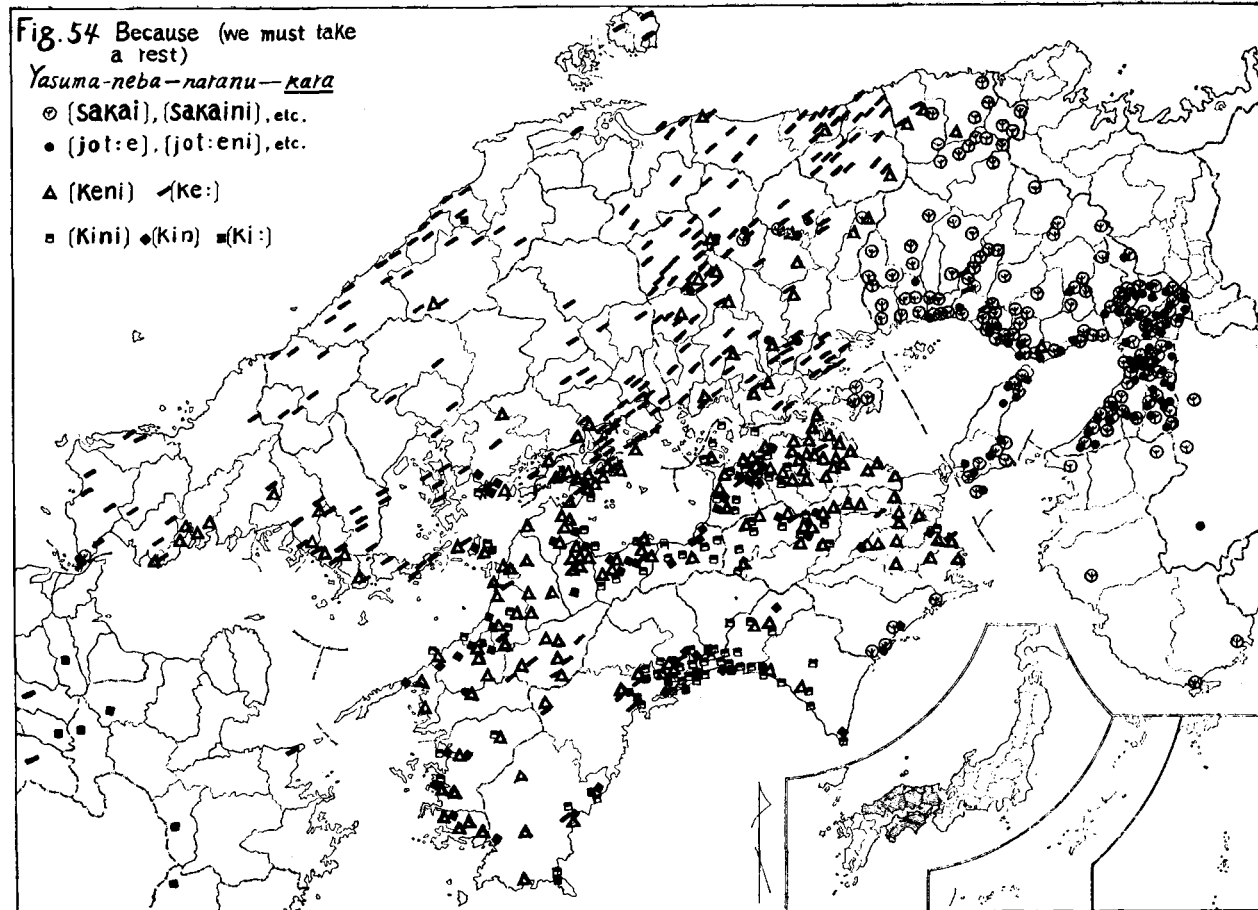 Fig. 54 Because (we must take
a rest)
Yasuma-neba-naranu-kara
[sakai], [sakaini], etc.
[jot:e], [jot:eni], etc.
[keni] [ke:]
[kini] [kin] [ki:]